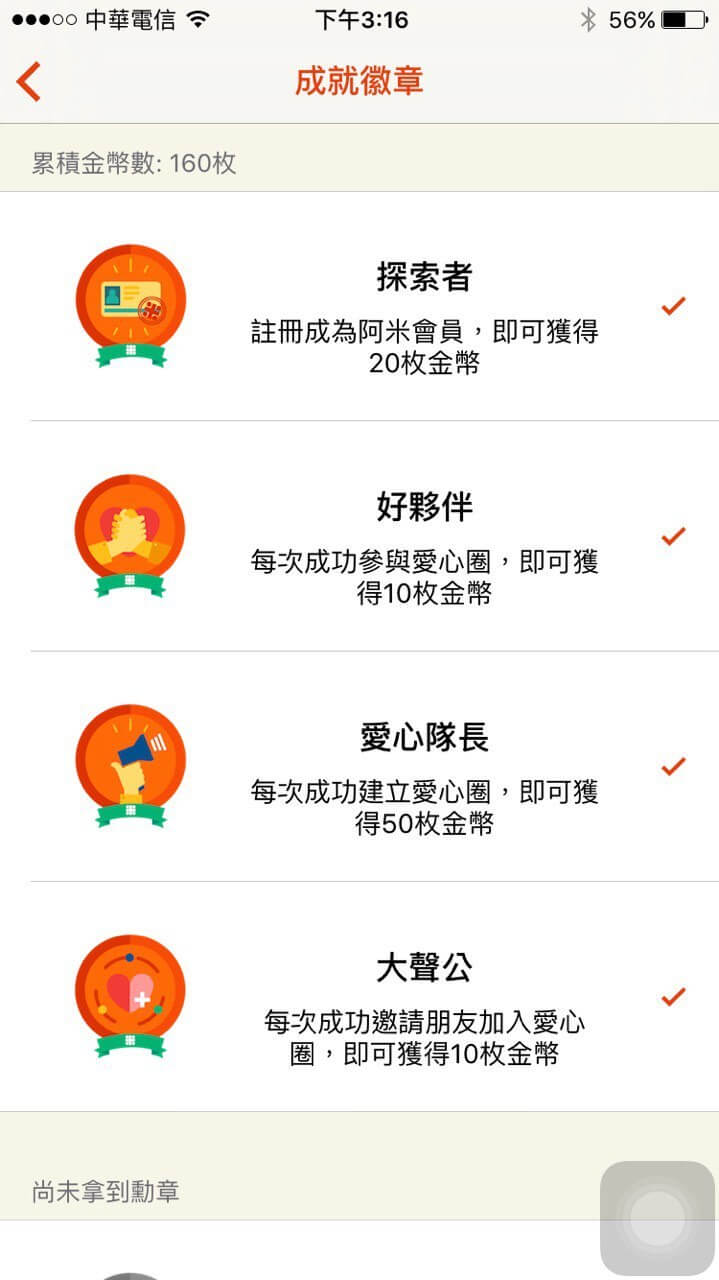 中華電信 下午3:16 56%
成就徽章
累積金幣數: 160枚
探索者
註冊成為阿米會員，即可獲得
20枚金幣
好夥伴
每次成功參與愛心圈，即可獲
得10枚金幣
愛心隊長
每次成功建立愛心圈，即可獲
得50枚金幣
大聲公
每次成功邀請朋友加入愛心
圈，即可獲得10枚金幣
尚未拿到勳章